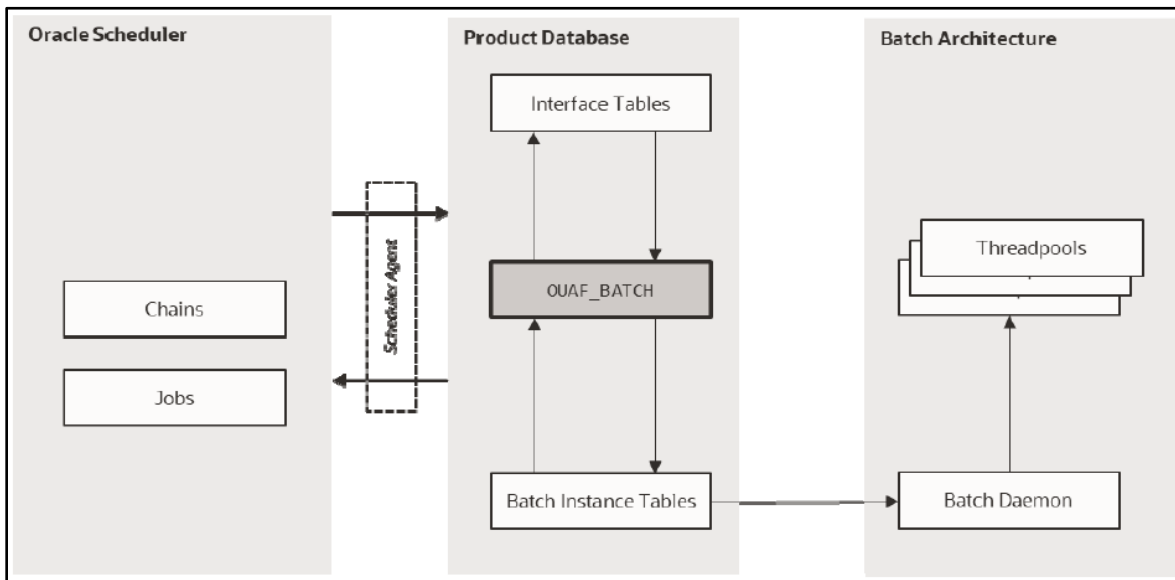 Oracle Scheduler
Product Database
Batch Architecture
Interface Tables
Threadpools
Scheduler Agent
OUAF_BATCH
Chains
Jobs
Batch Instance Tables
Batch Daemon